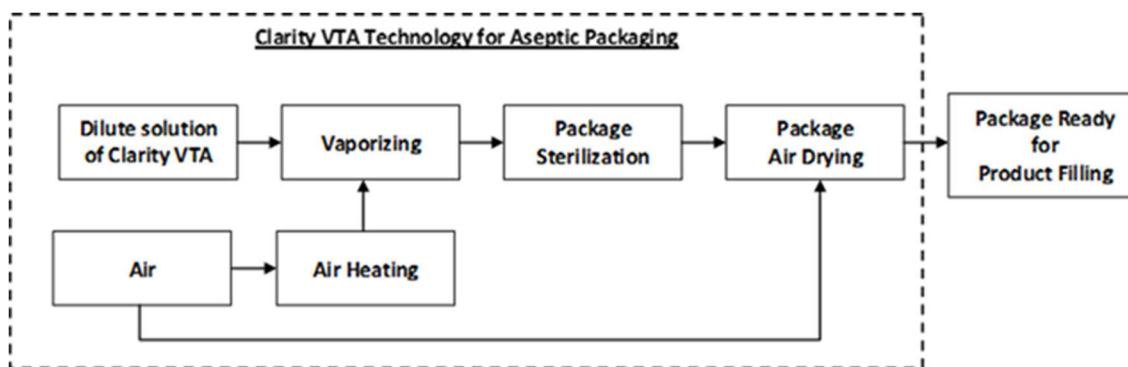 Clarity VTA Technology for Aseptic Packaging
Dilute solution
of Clarity VTA
Vaporizing
Package
Sterilization
Package
Air Drying
Package Ready
for
Product Filling
Air
Air Heating